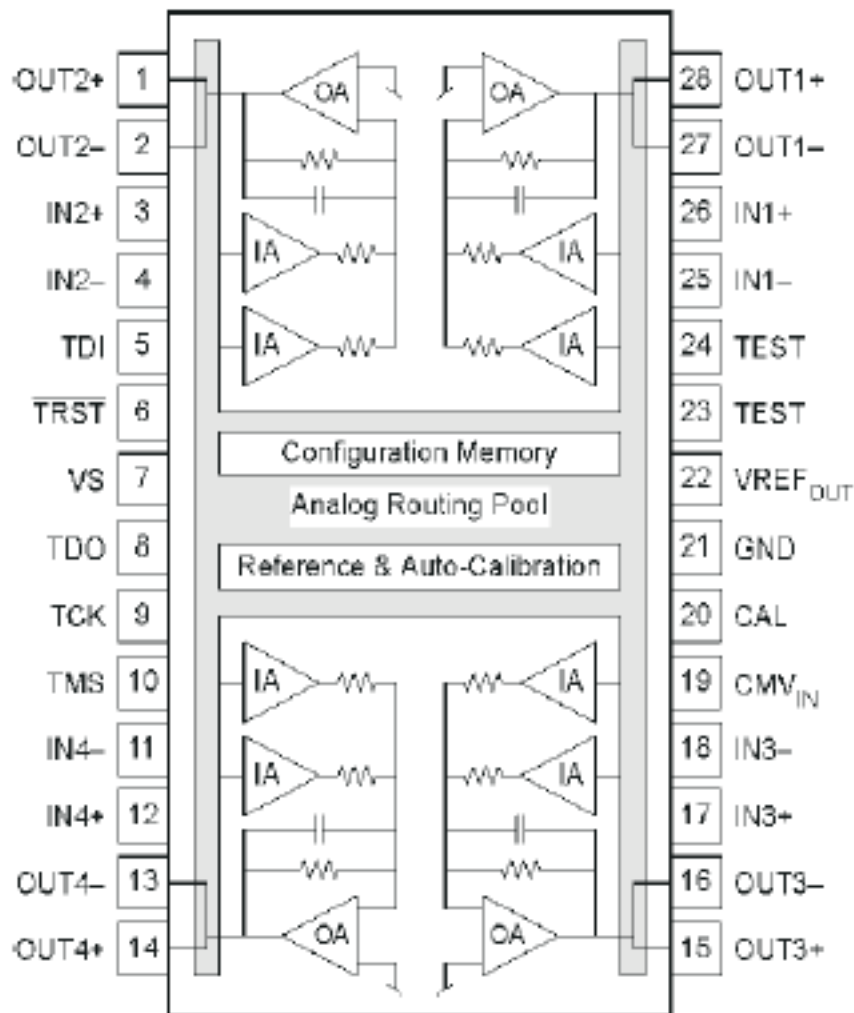 OUT2+ 1 OA OA 28 OUT1+
OUT2– 2 27 OUT1–
IN2+ 3 26 IN1+
IA IA
IN2– 4 25 IN1–
TDI 5 IA IA 24 TEST
TRST 6 23 TEST
Configuration Memory
VS 7 22 VREFOUT
Analog Routing Pool
TDO 8 21 GND
Reference & Auto-Calibration
TCK 9 20 CAL
TMS 10 IA IA 19 CMVIN
IN4– 11 18 IN3–
IA IA
IN4+ 12 17 IN3+
OUT4– 13 16 OUT3–
OUT4+ 14 OA OA 15 OUT3+